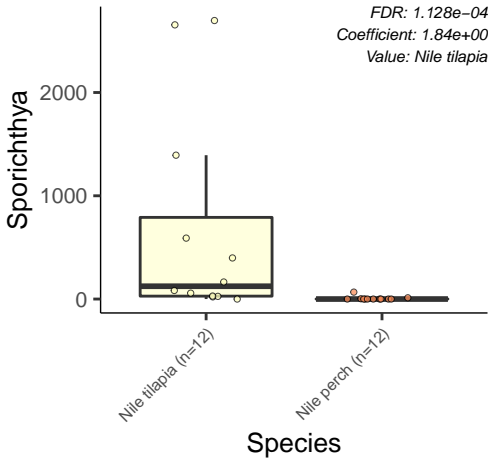 FDR: 1.128e−04
Coefficient: 1.84e+00
Value: Nile tilapia
Sporichthya
2000
1000
0
Nile tilapia (n=12)
Nile perch (n=12)
Species